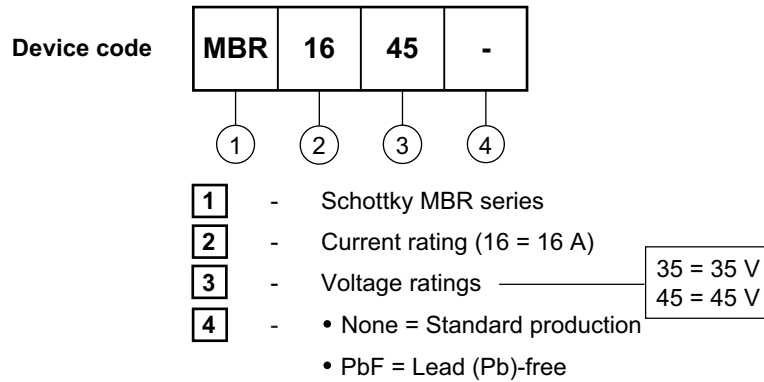 Device code MBR 16 45 -
1 2 3 4
1 - Schottky MBR series
2 - Current rating (16 = 16 A)
3 - Voltage ratings
35 = 35 V
45 = 45 V
4 - • None = Standard production
• PbF = Lead (Pb)-free